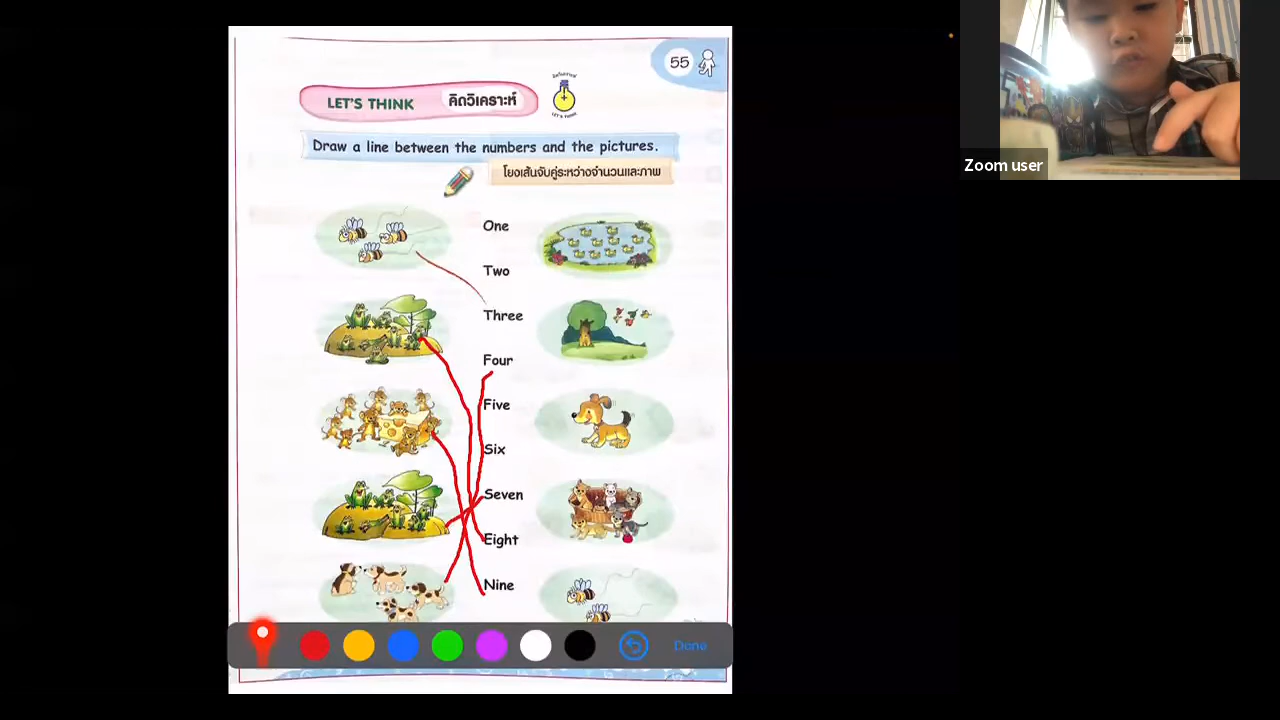 55
LET'S THINK คิดวิเคราะห์
LET'S THINK
Draw a line between the numbers and the pictures.
โยงเส้นจับคู่ระหว่างจำนวนและภาพ
One
Two
Three
Four
Five
Six
Seven
Eight
Nine
Done
Zoom user